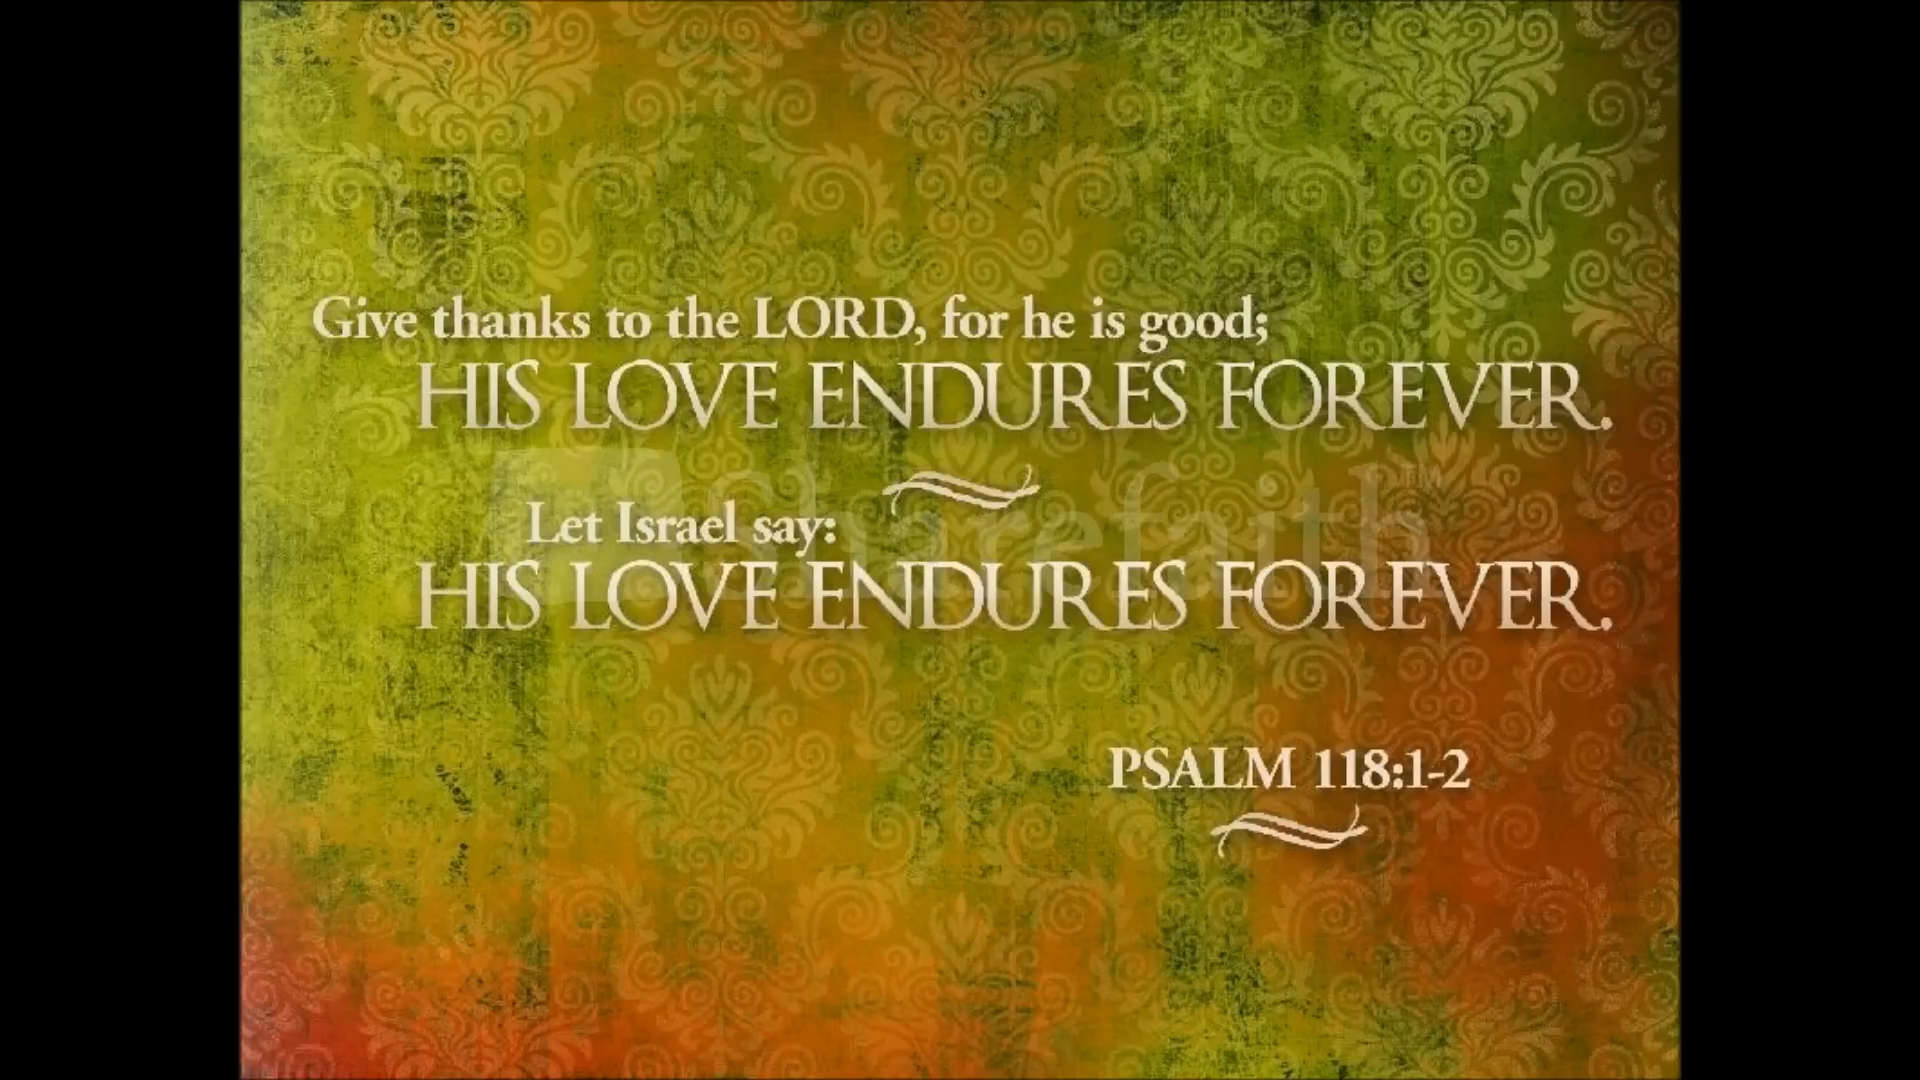 Give thanks to the LORD, for he is good;
HIS LOVE ENDURES FOREVER.
Let Israel say:
HIS LOVE ENDURES FOREVER.
Sharefaith
PSALM 118:1-2